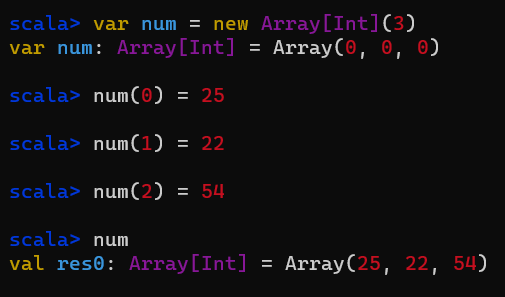 scala> var num = new Array[Int](3)
var num: Array[Int] = Array(0, 0, 0)
scala> num(0) = 25
scala> num(1) = 22
scala> num(2) = 54
scala> num
val res0: Array[Int] = Array(25, 22, 54)